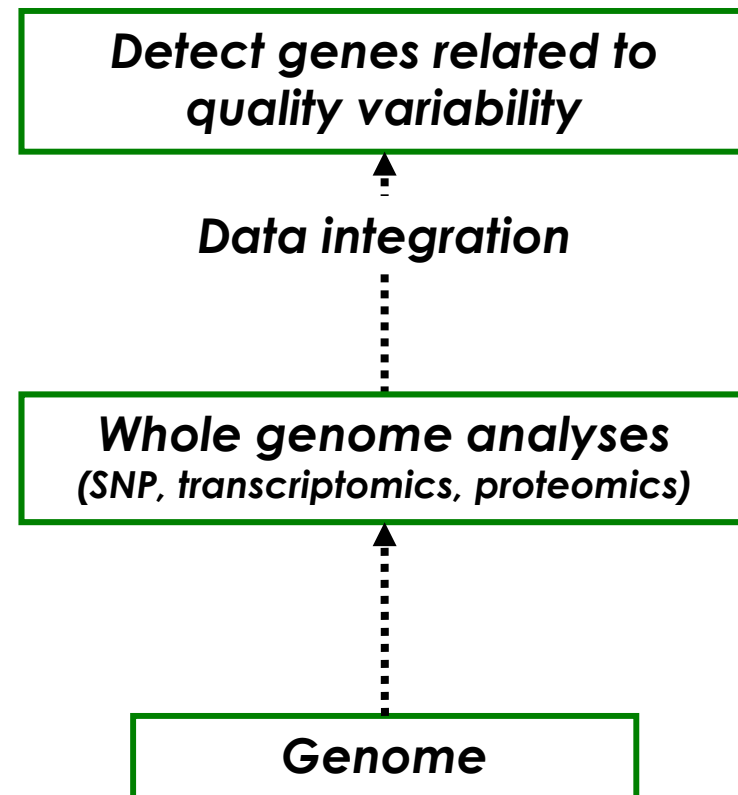 Detect genes related to
quality variability
Data integration
Whole genome analyses
(SNP, transcriptomics, proteomics)
Genome